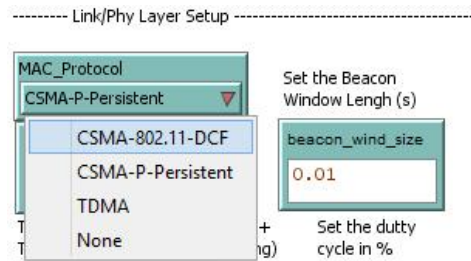 Link/Phy Layer Setup
MAC_Protocol
CSMA-P-Persistent
CSMA-802.11-DCF
CSMA-P-Persistent
TDMA
None
Set the Beacon
Window Lengh (s)
beacon_wind_size
0.01
T
+
T
ng)
Set the dutty
cycle in %